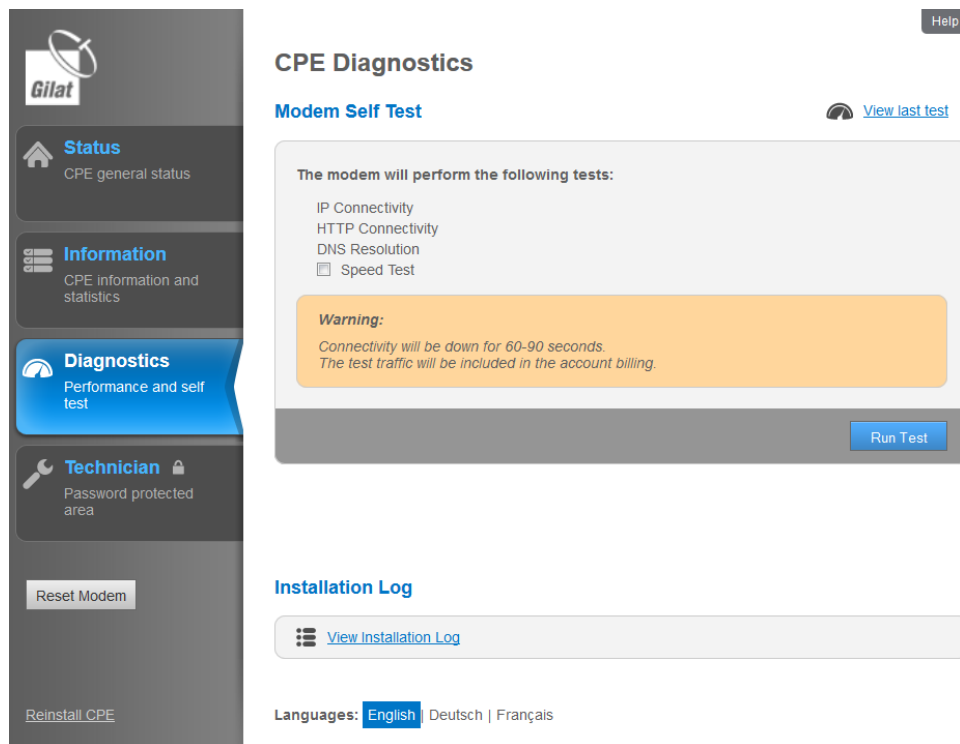 Help
Gilat
CPE Diagnostics
Modem Self Test
View last test
Status
CPE general status
The modem will perform the following tests:
IP Connectivity
HTTP Connectivity
DNS Resolution
Speed Test
Information
CPE information and
statistics
Warning:
Connectivity will be down for 60-90 seconds.
The test traffic will be included in the account billing.
Diagnostics
Performance and self
test
Run Test
Technician
Password protected
area
Reset Modem
Installation Log
View Installation Log
Reinstall CPE
Languages: English | Deutsch | Français